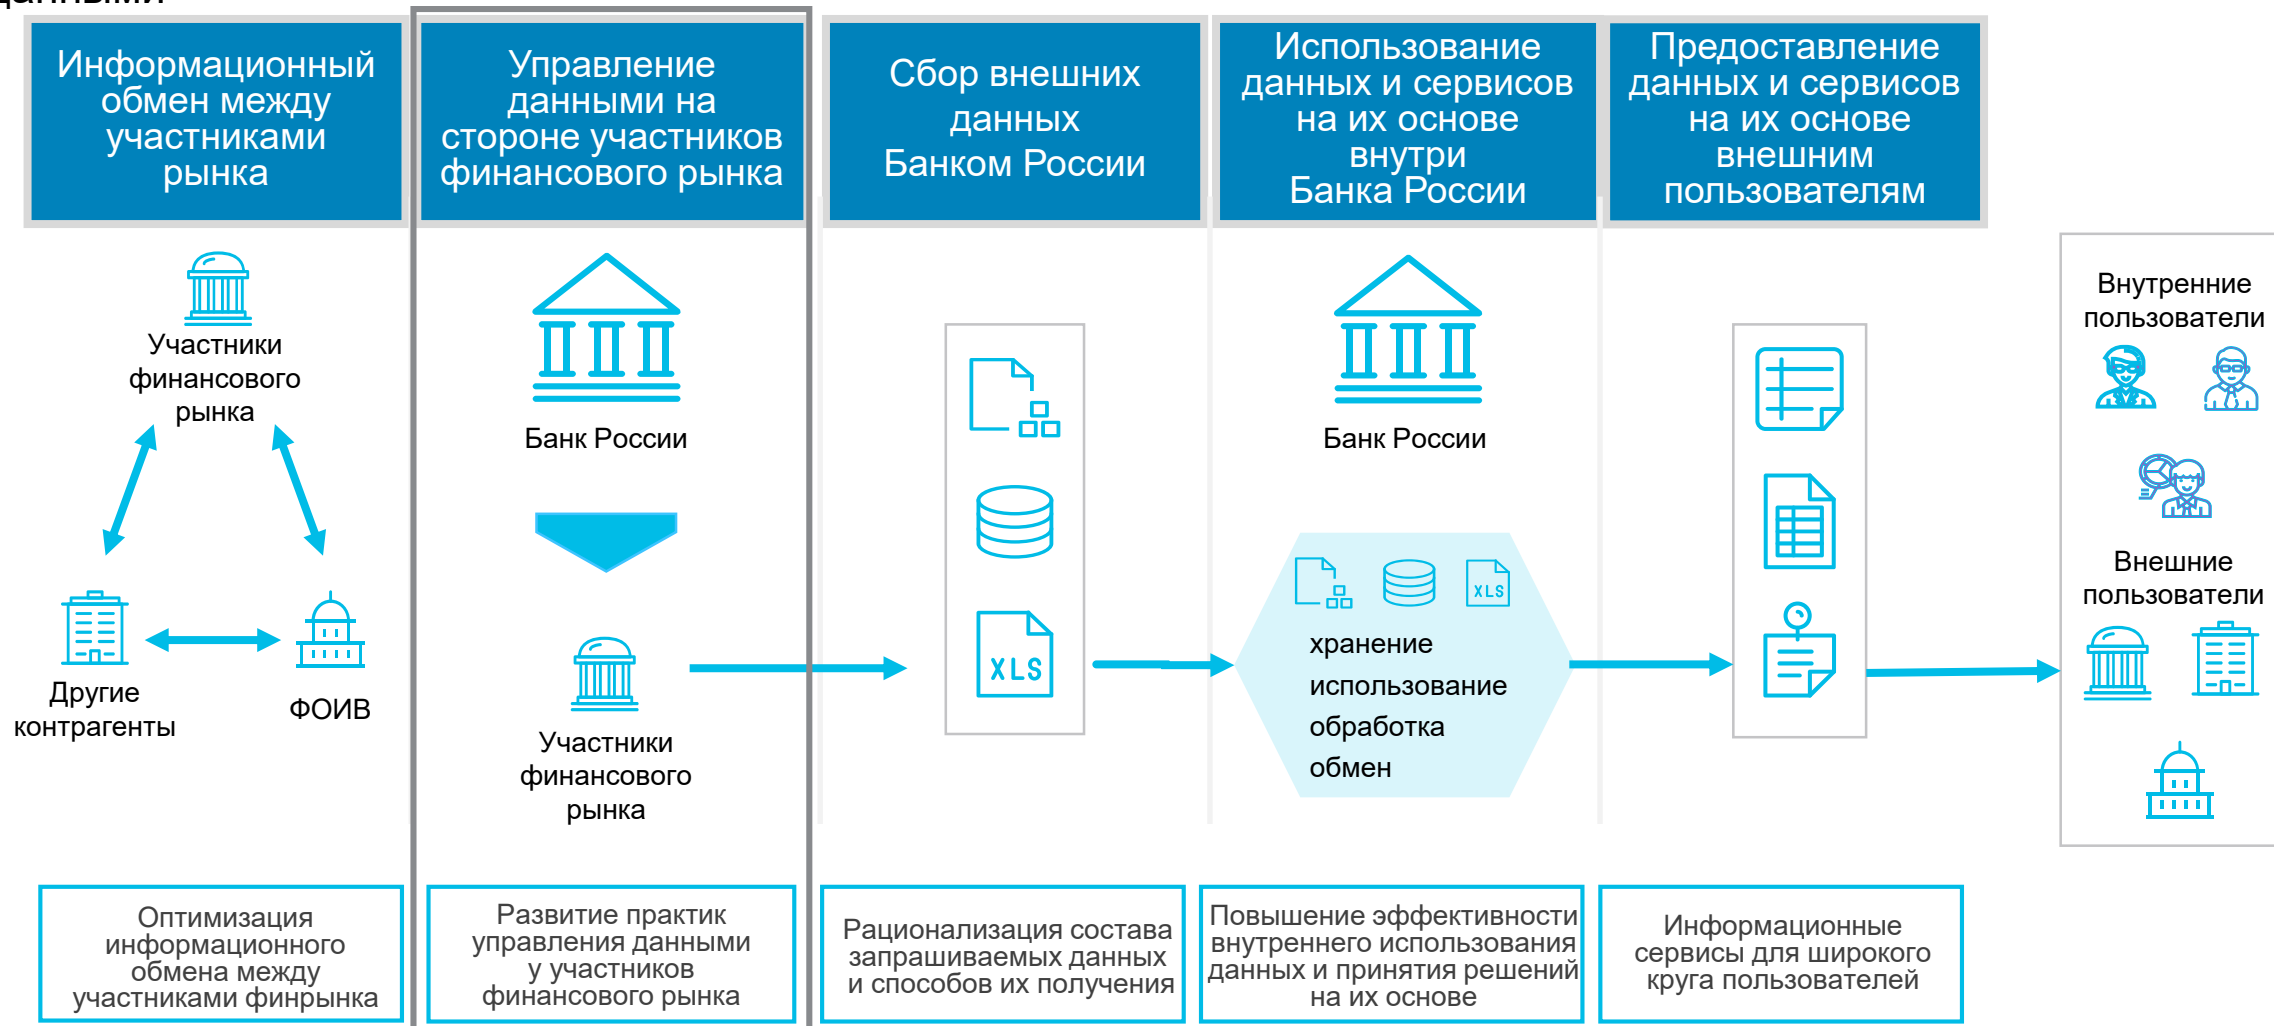 данными
Информационный
обмен между
участниками
рынка
Управление
данными на
стороне участников
финансового рынка
Сбор внешних
данных
Банком России
Использование
данных и сервисов
на их основе
внутри
Банка России
Предоставление
данных и сервисов
на их основе
внешним
пользователям
Участники
финансового
рынка
Другие
контрагенты
ФОИВ
Банк России
Участники
финансового
рынка
XLS
Банк России
XLS
хранение
использование
обработка
обмен
Внутренние
пользователи
Внешние
пользователи
Оптимизация
информационного
обмена между
участниками финрынка
Развитие практик
управления данными
у участников
финансового рынка
Рационализация состава
запрашиваемых данных
и способов их получения
Повышение эффективности
внутреннего использования
данных и принятия решений
на их основе
Информационные
сервисы для широкого
круга пользователей